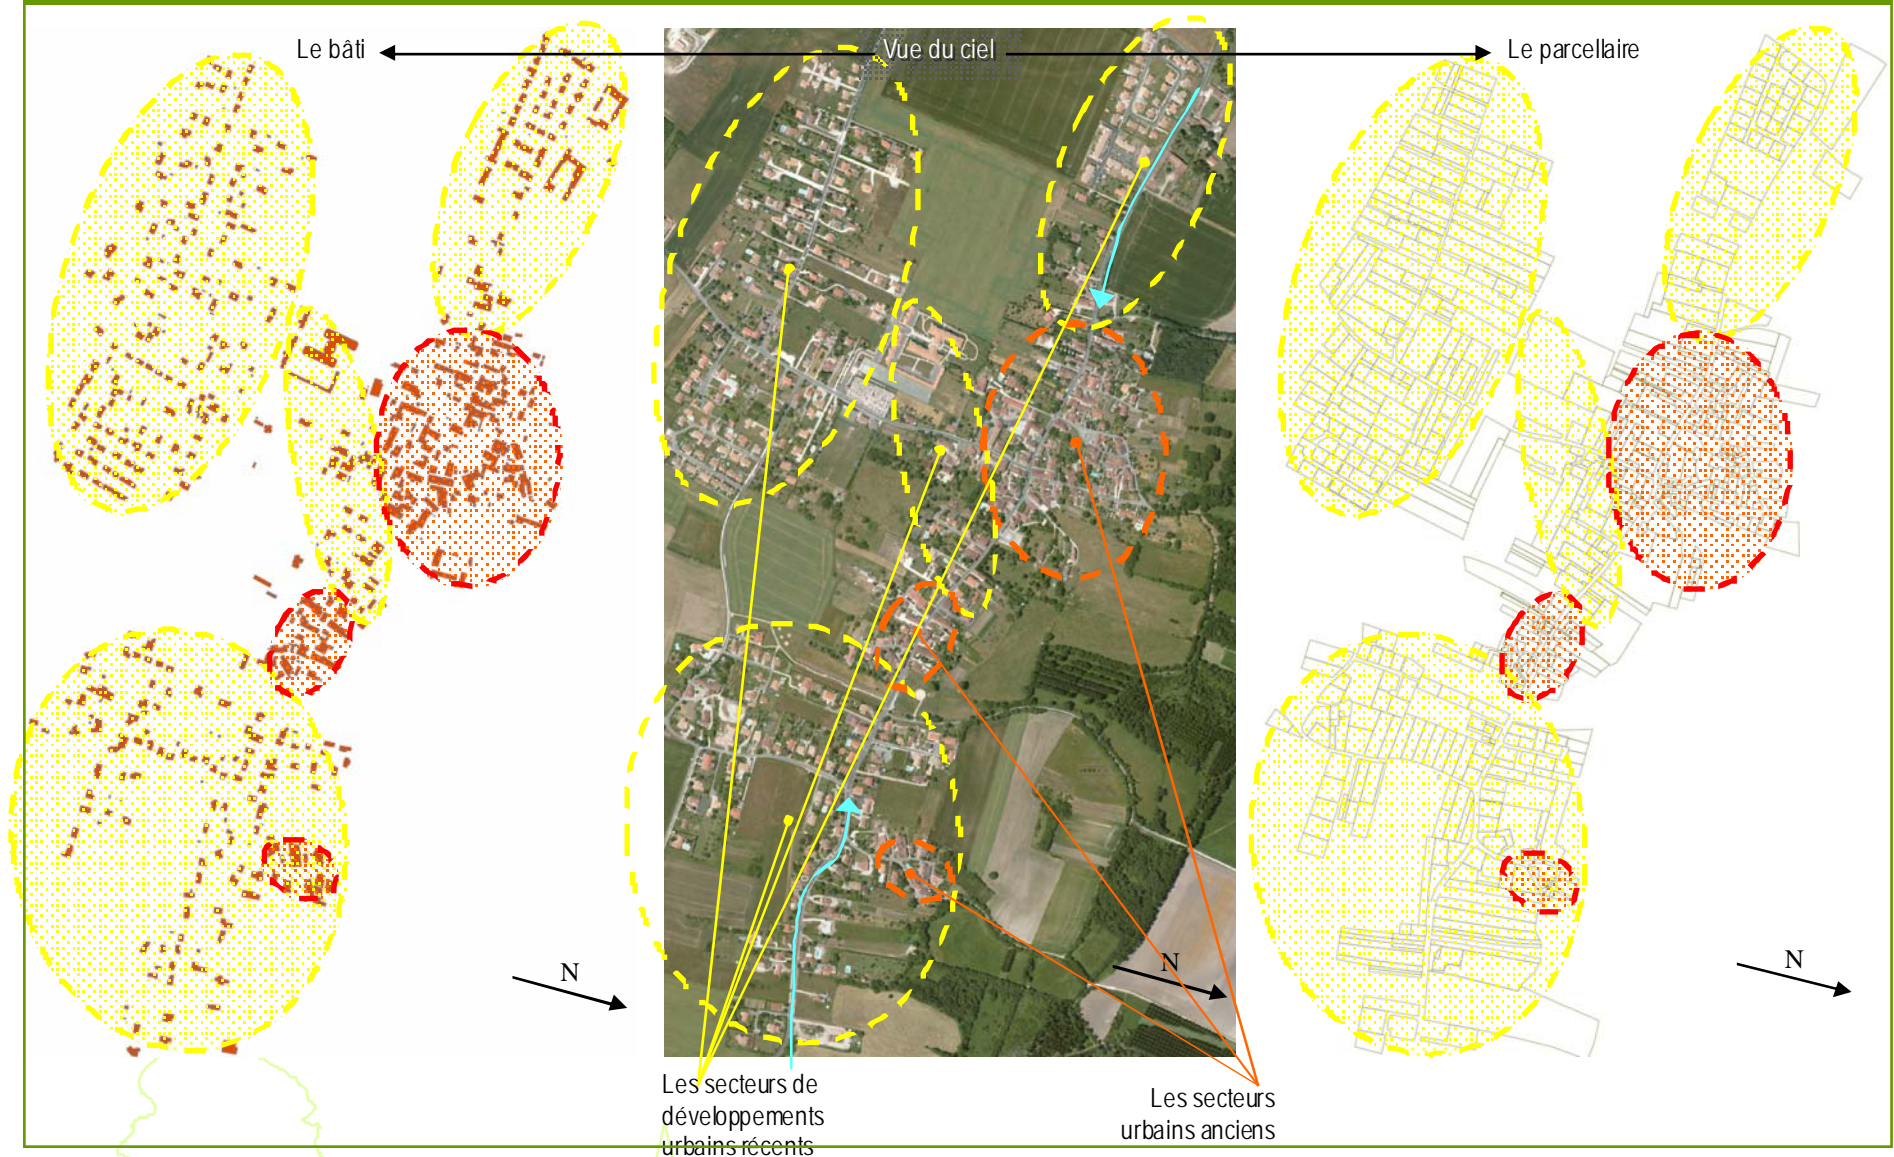 Le bâti
Vue du ciel
Le parcellaire
N
N
N
Les secteurs de
développements
urbains récents
Les secteurs
urbains anciens